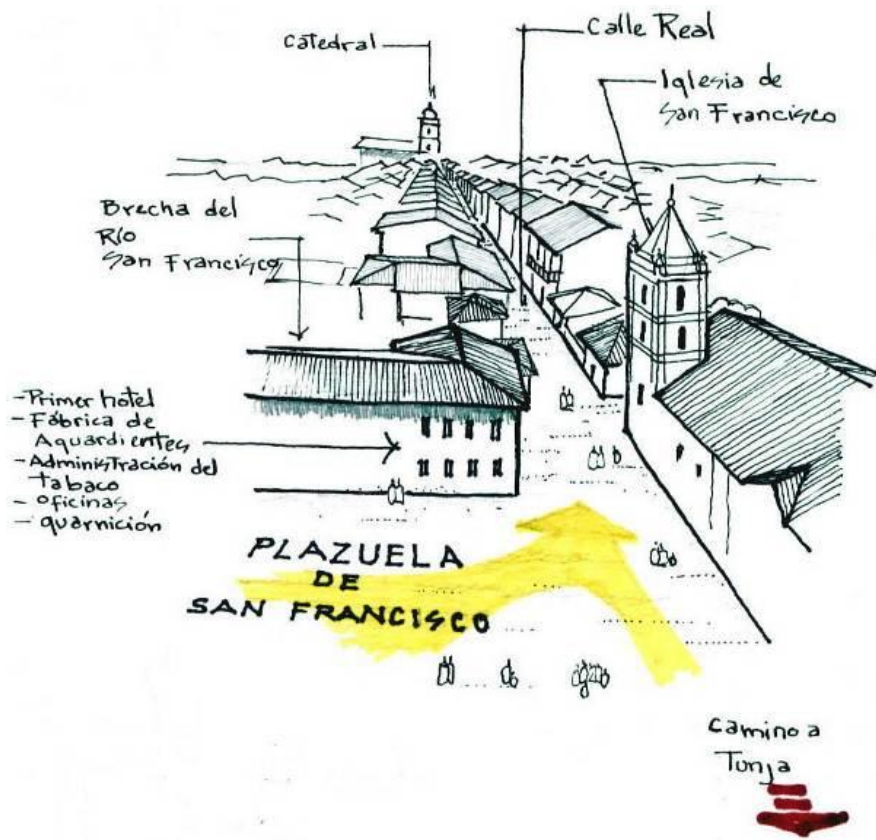 Catedral
Calle Real
Iglesia de
San Francisco
Brecha del
Río
San Francisco
-Primer hotel
- Fábrica de
Aguardientes
-Administración del
tabaco
- oficinas
- guarnición
PLAZUELA
DE
SAN FRANCISCO
Camino a
Tunja